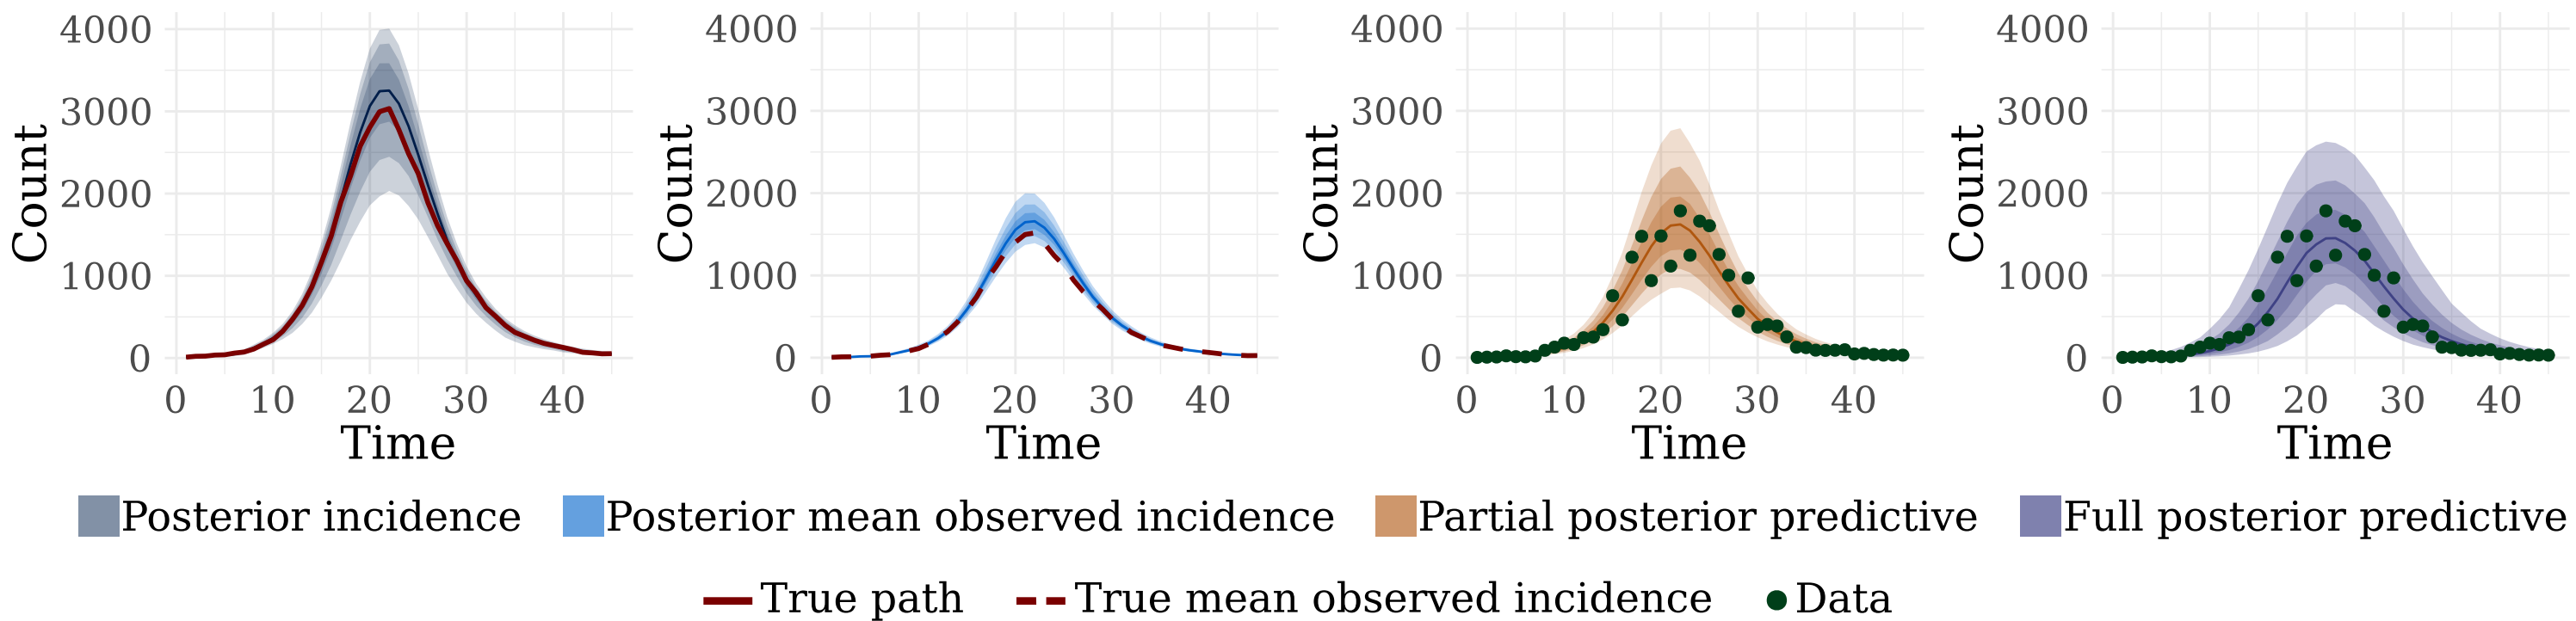 4000 4000 4000 4000
3000 3000 3000 3000
2000 2000 2000 2000
1000 1000 1000 1000
0 0 0 0
Count Count Count Count
0 10 20 30 40 0 10 20 30 40 0 10 20 30 40 0 10 20 30 40
Time Time Time Time
Posterior incidence Posterior mean observed incidence Partial posterior predictive Full posterior predictive
True path True mean observed incidence Data